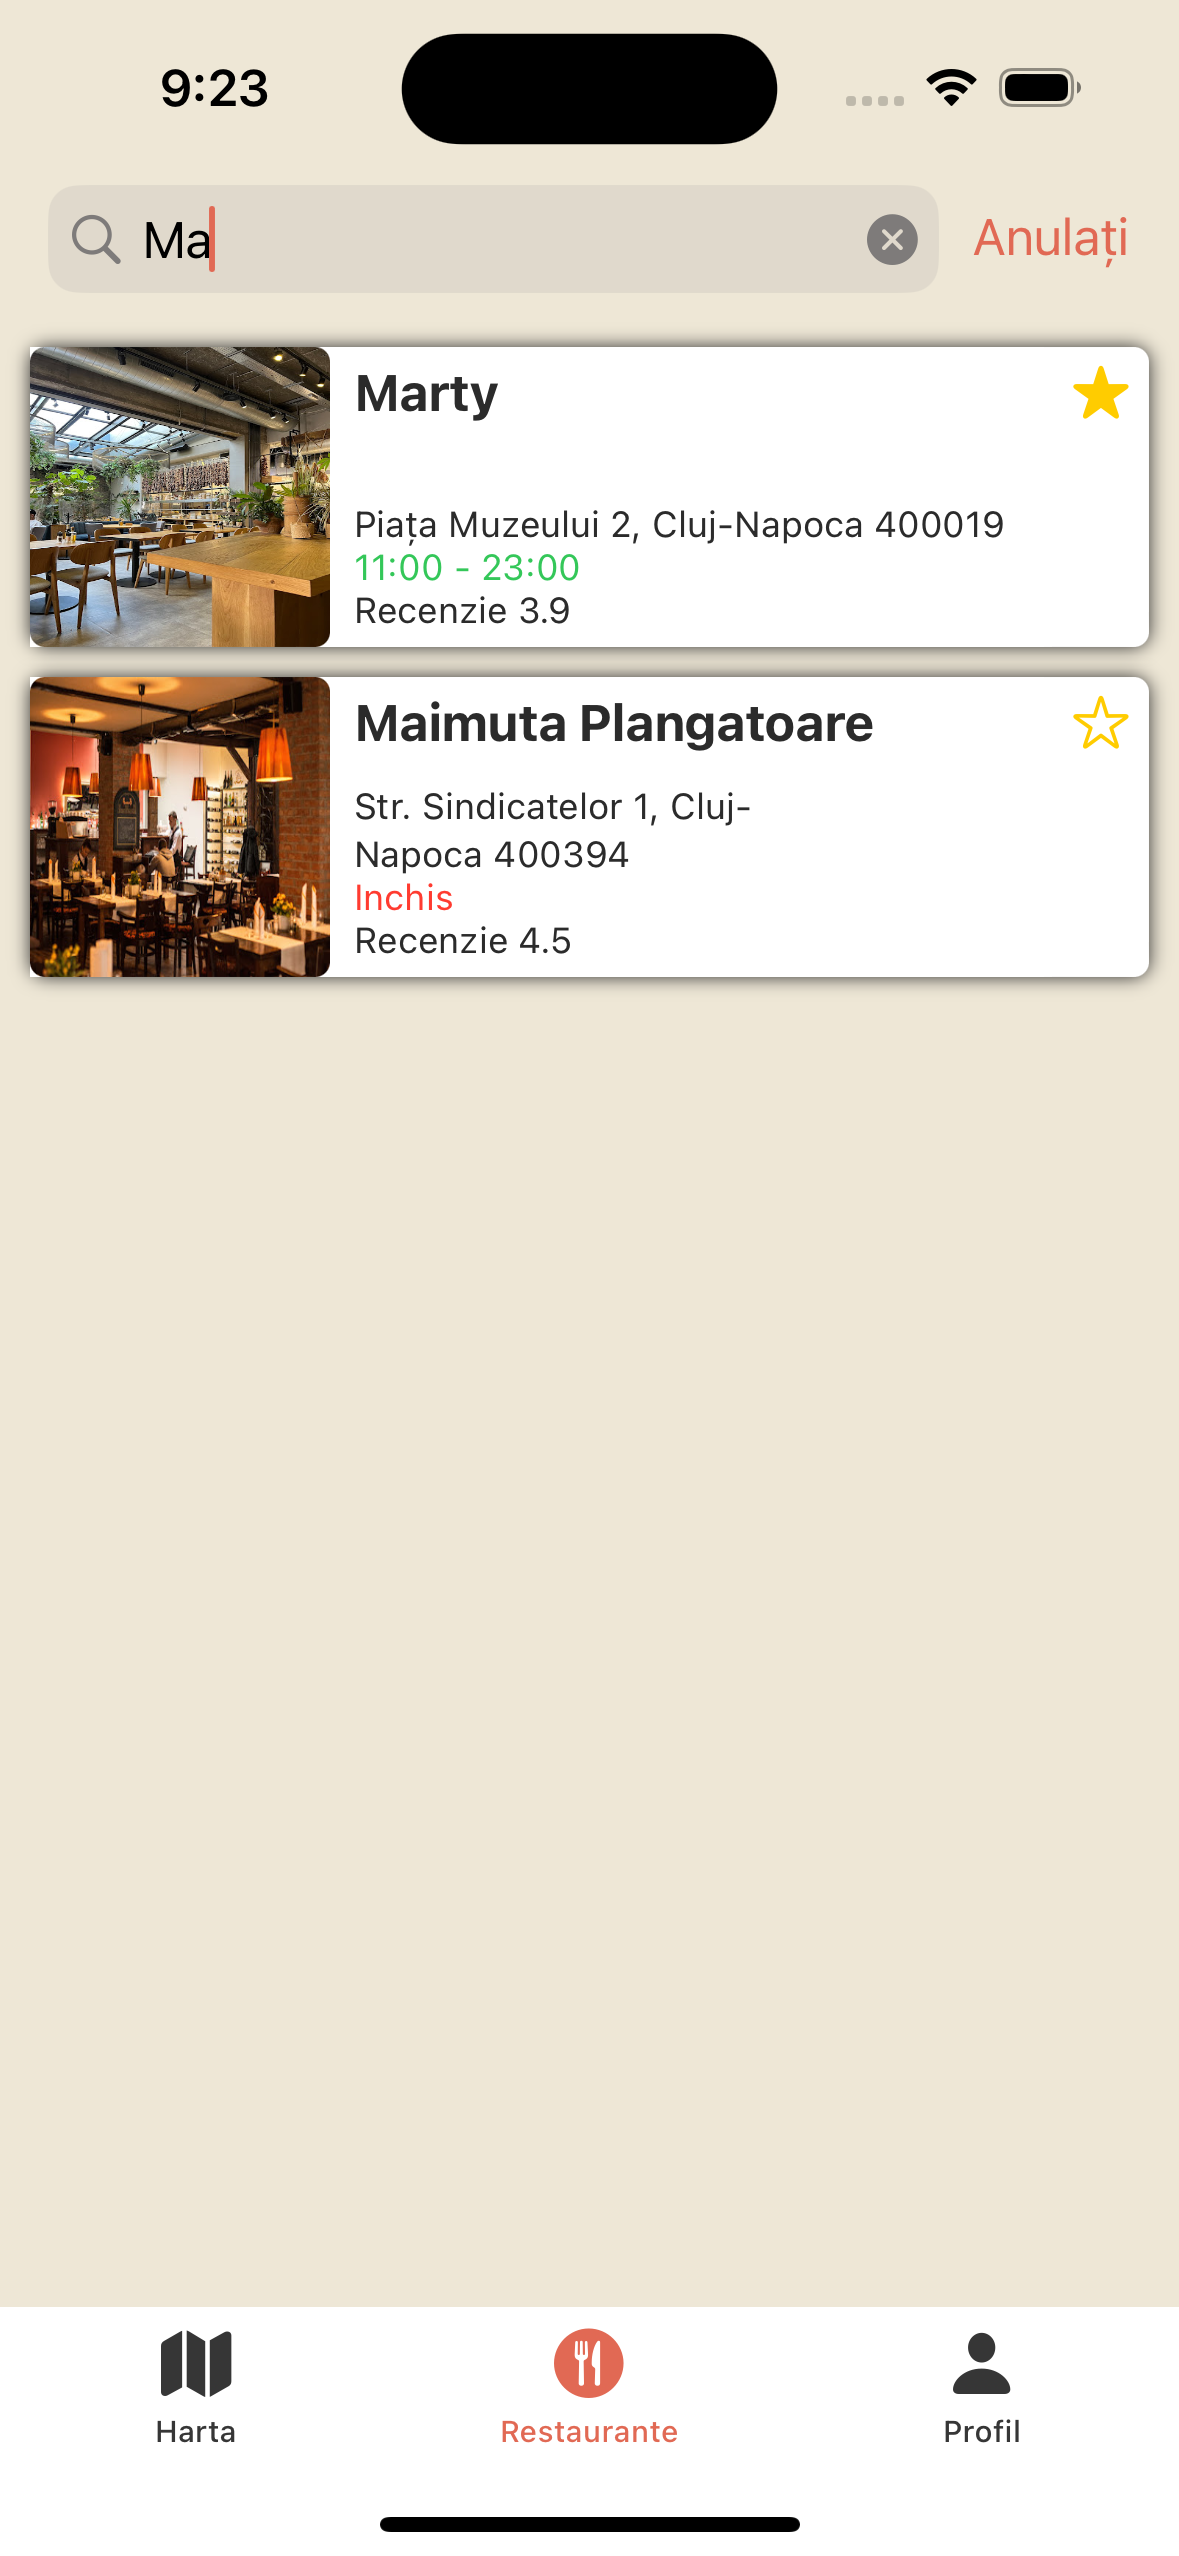 9:23
Ma
Anulați
Marty
Piața Muzeului 2, Cluj-Napoca 400019
11:00 - 23:00
Recenzie 3.9
Maimuta Plangatoare
Str. Sindicatelor 1, Cluj-
Napoca 400394
Inchis
Recenzie 4.5
Harta
Restaurante
Profil